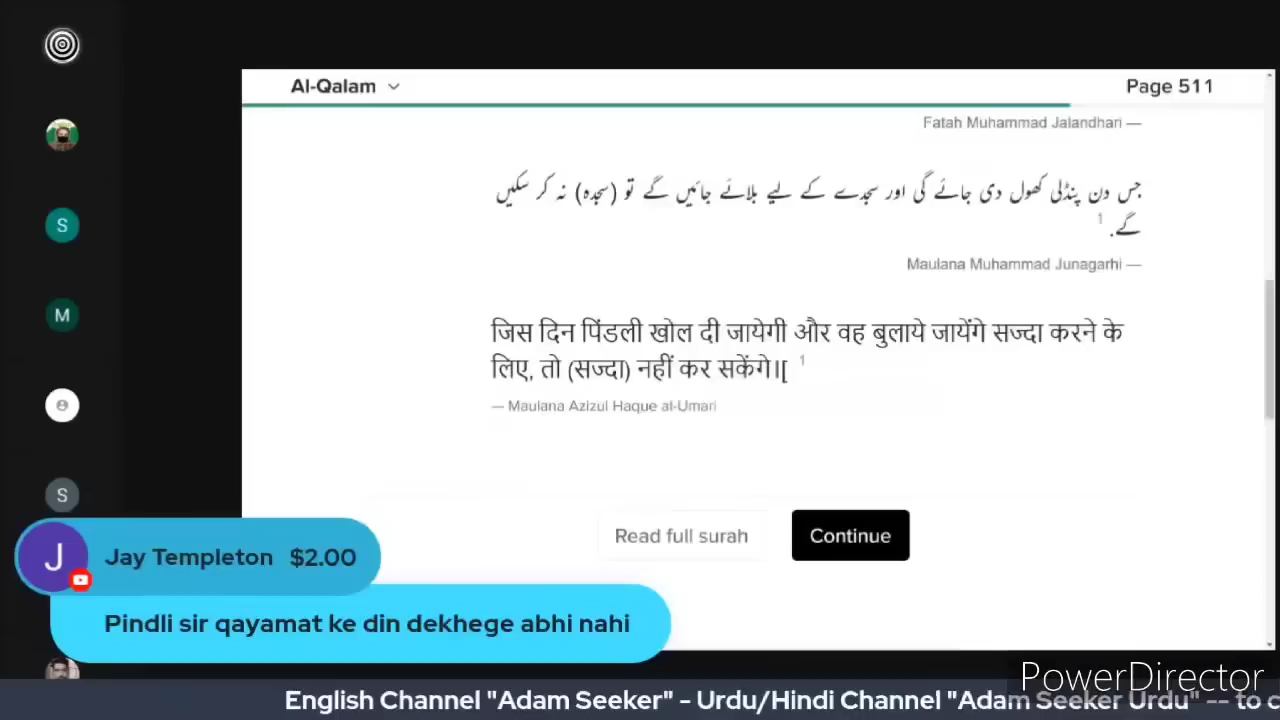 Al-Qalam
Page 511
Fatah Muhammad Jalandhari —
جس دن پنڈلی کھول دی جائے گی اور سجدے کے لیے بلائے جائیں گے تو (سجدہ) نہ کر سکیں
گے. 1
Maulana Muhammad Junagarhi —
जिस दिन पिंडली खोल दी जायेगी और वह बुलाये जायेंगे सज्दा करने के
लिए, तो (सज्दा) नहीं कर सकेंगे।[ 1
— Maulana Azizul Haque al-Umari
Read full surah
Continue
S
M
S
J
Jay Templeton $2.00
Pindli sir qayamat ke din dekhege abhi nahi
PowerDirector
English Channel "Adam Seeker" - Urdu/Hindi Channel "Adam Seeker Urdu" -- to